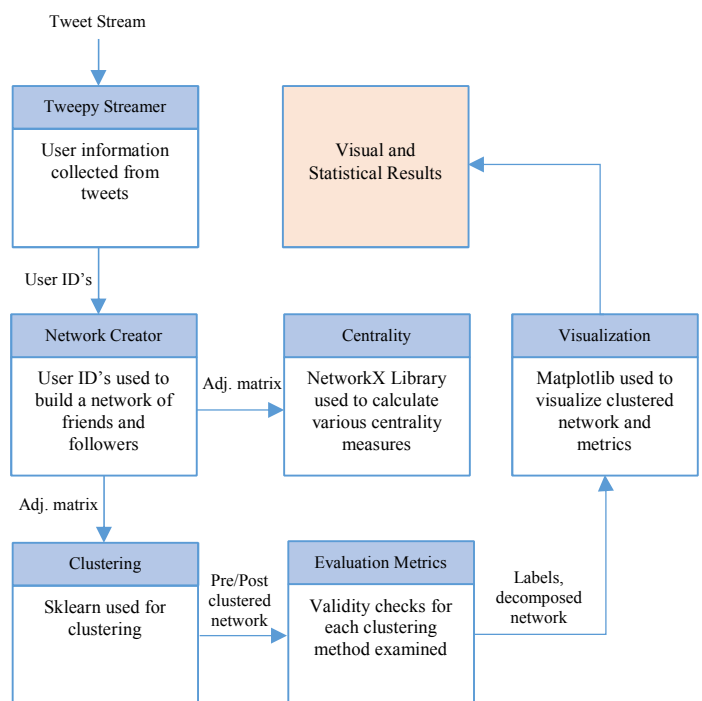 Tweet Stream
Tweepy Streamer
User information
collected from
tweets
Visual and
Statistical Results
User ID’s
Network Creator
User ID’s used to
build a network of
friends and
followers
Adj. matrix
Centrality
NetworkX Library
used to calculate
various centrality
measures
Visualization
Matplotlib used to
visualize clustered
network and
metrics
Adj. matrix
Clustering
Sklearn used for
clustering
Pre/Post
clustered
network
Evaluation Metrics
Validity checks for
each clustering
method examined
Labels,
decomposed
network